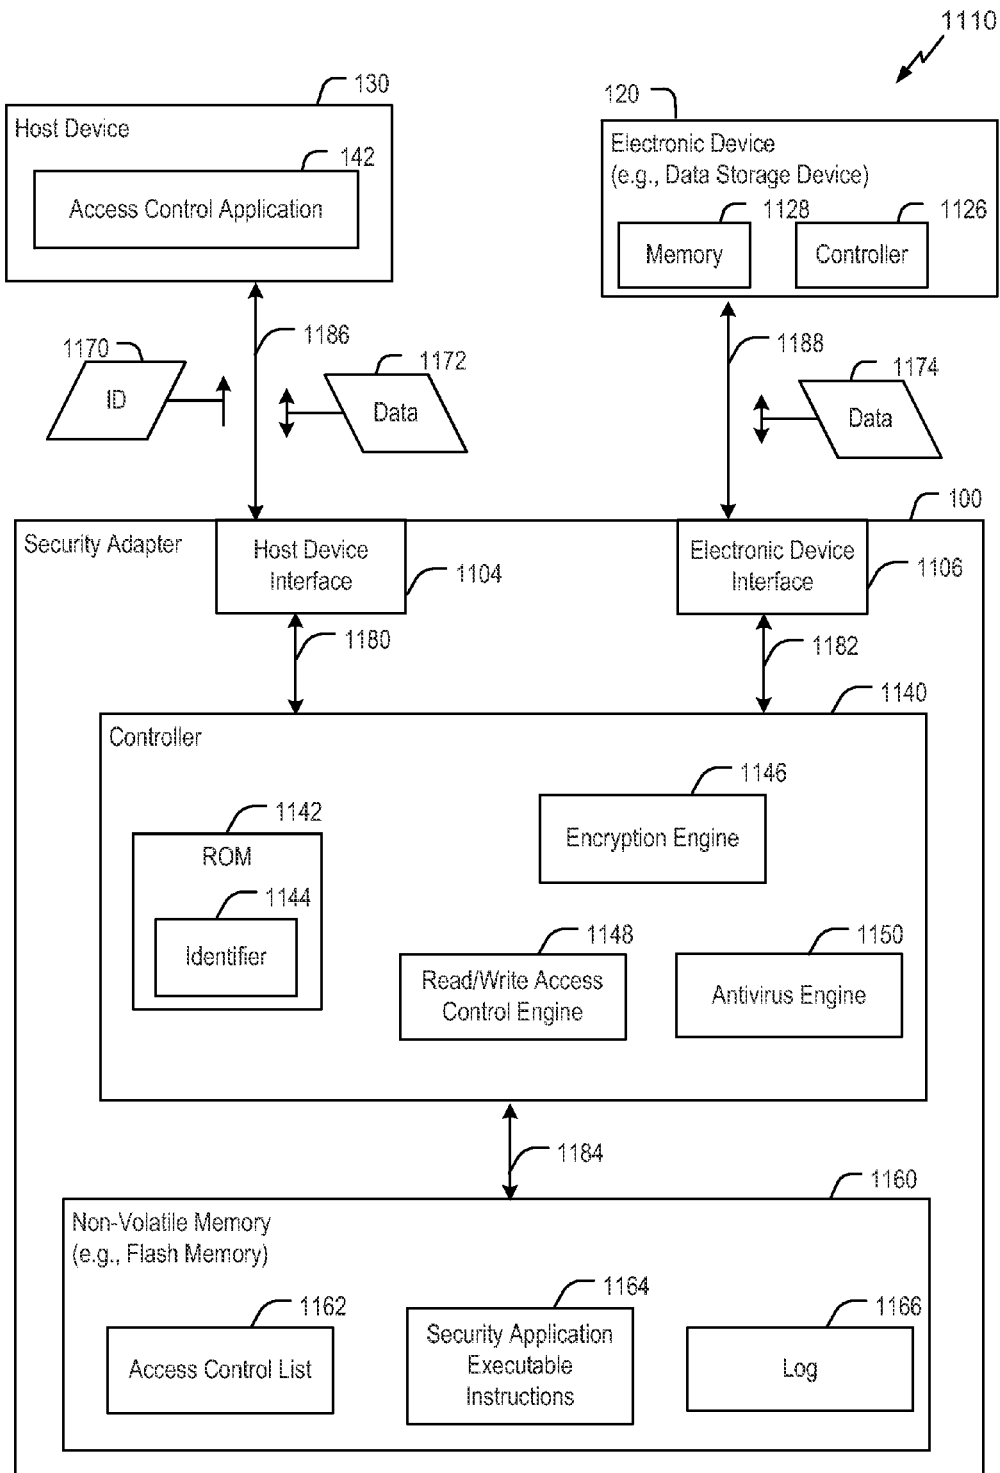 1110
130
Host Device
142
Access Control Application
120
Electronic Device
(e.g., Data Storage Device)
1128
Memory
1126
Controller
1170
ID
1186
1172
Data
1188
1174
Data
100
Security Adapter
Host Device
Interface
1104
Electronic Device
Interface
1106
1180
1182
1140
Controller
1142
ROM
1144
Identifier
1146
Encryption Engine
1148
Read/Write Access
Control Engine
1150
Antivirus Engine
1184
1160
Non-Volatile Memory
(e.g., Flash Memory)
1162
Access Control List
1164
Security Application
Executable
Instructions
1166
Log